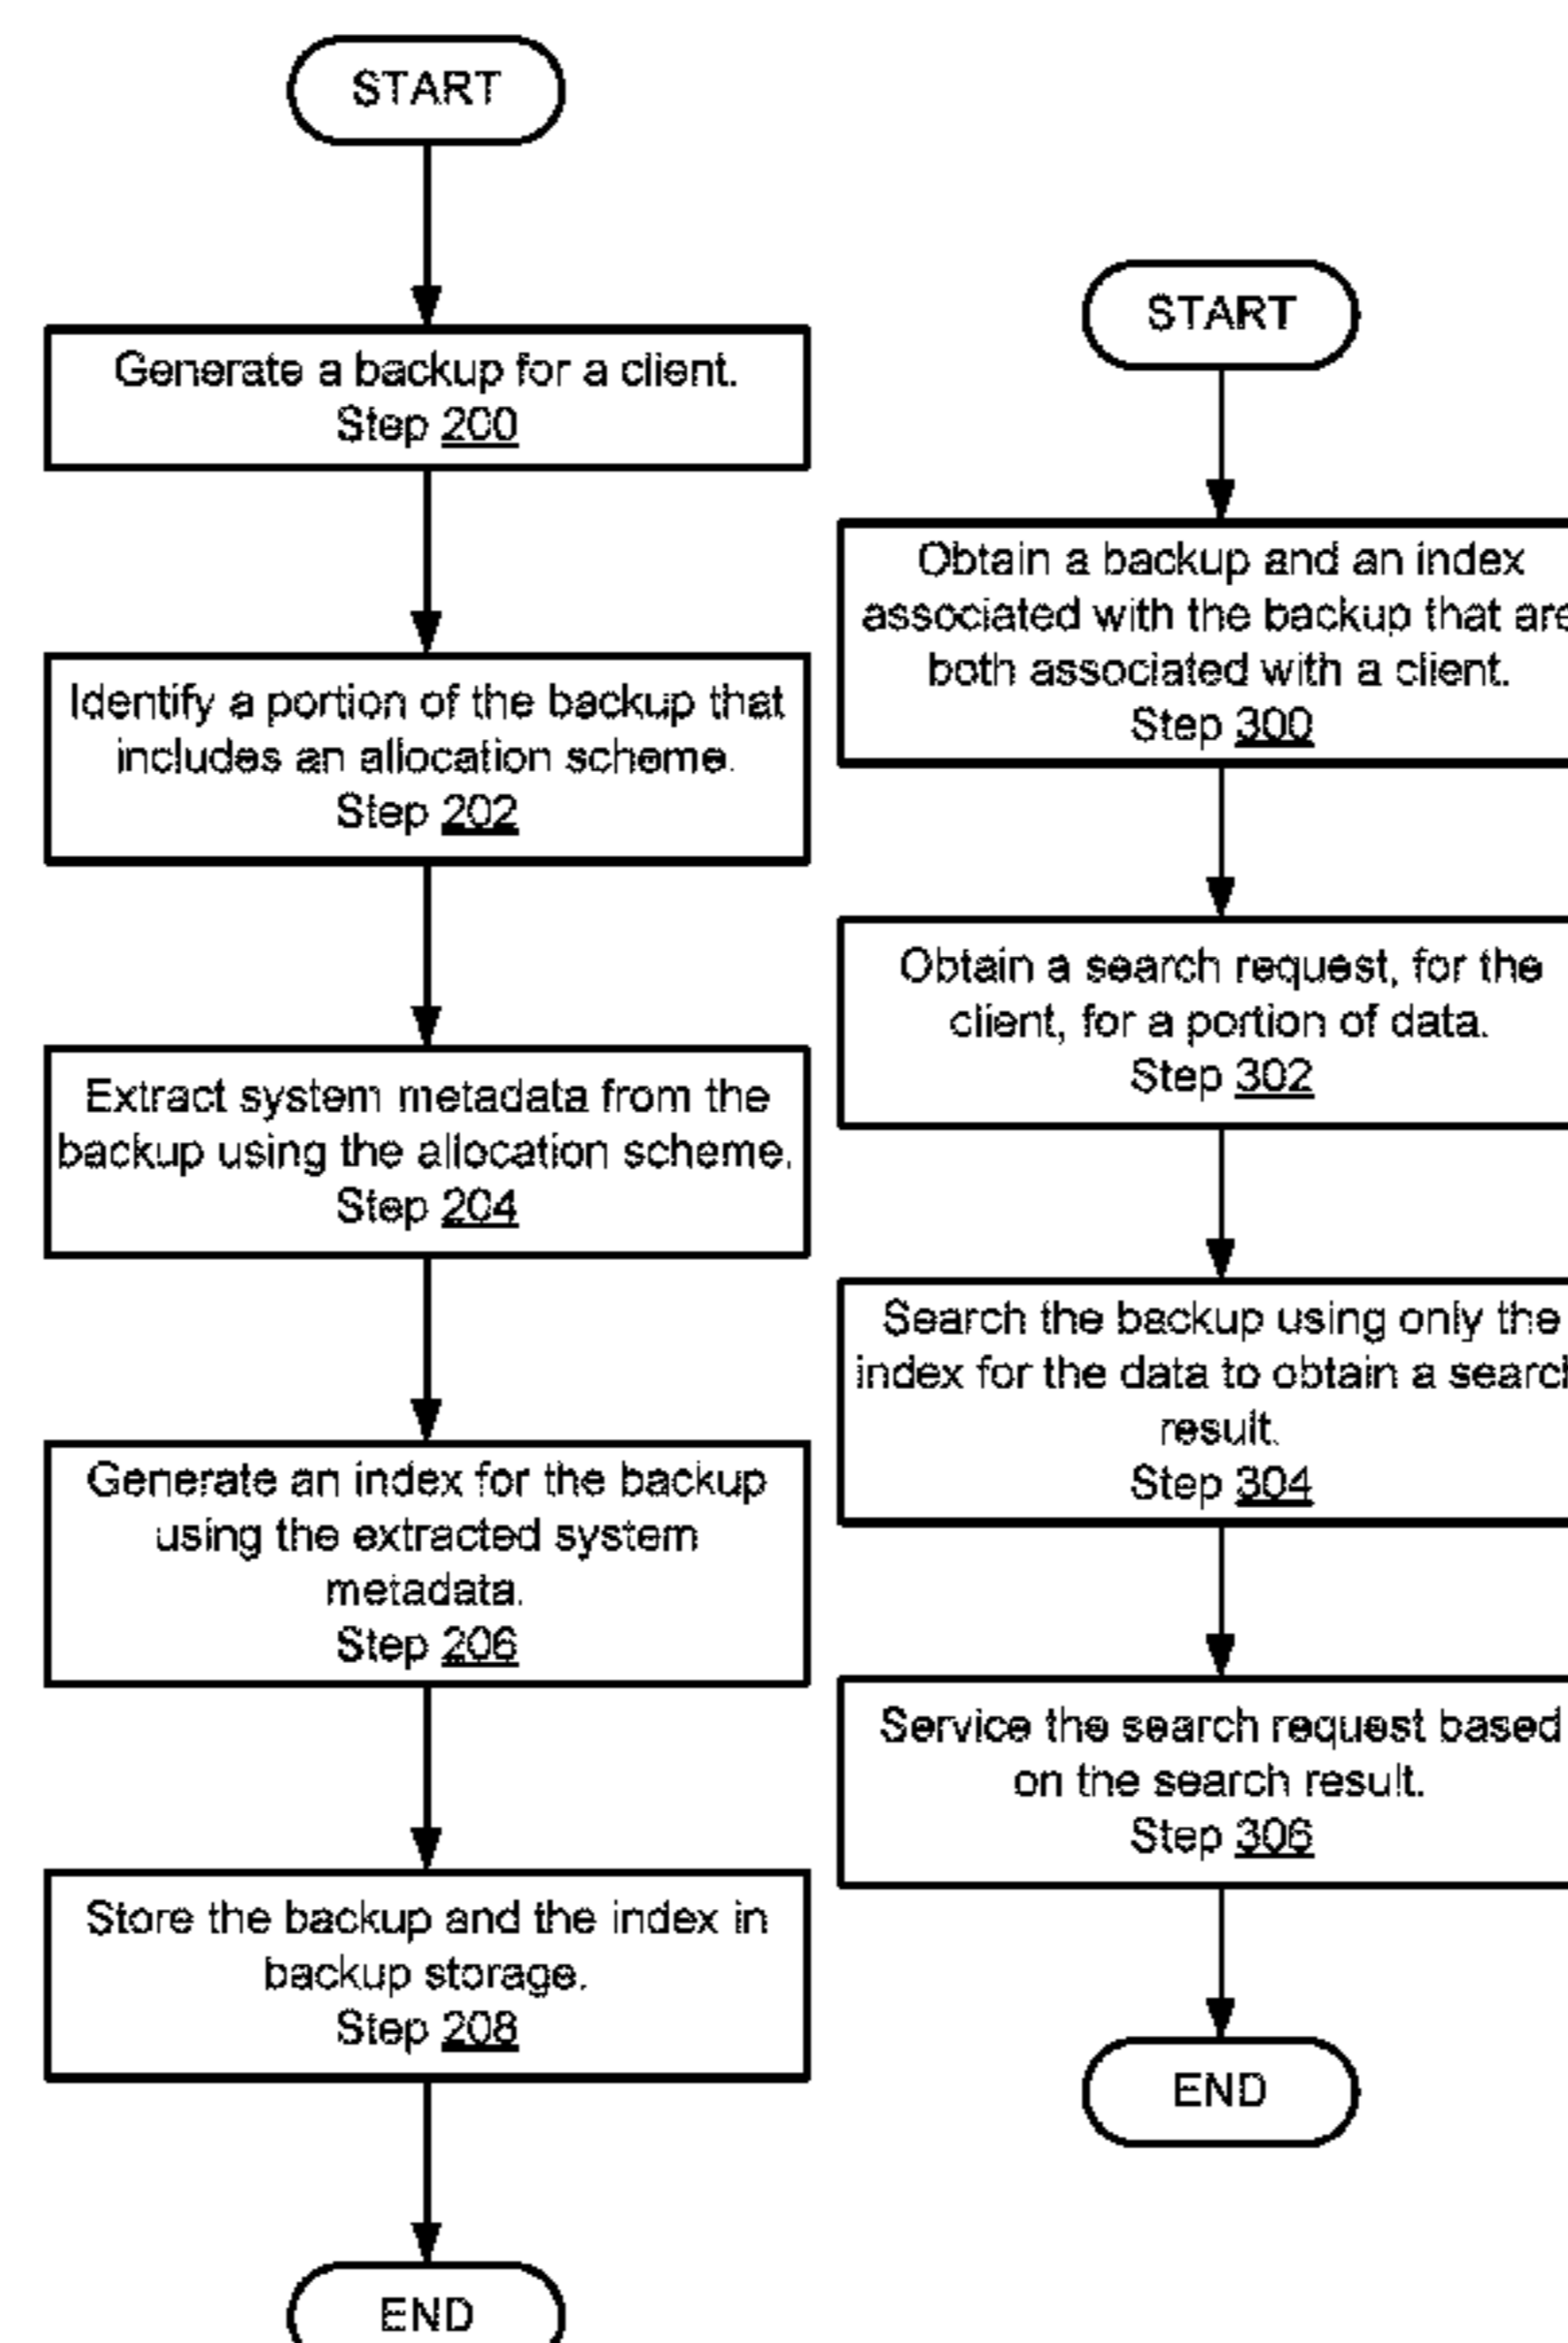 START
Generate a backup for a client.
Step 200
Identify a portion of the backup that
includes an allocation scheme.
Step 202
Extract system metadata from the
backup using the allocation scheme.
Step 204
Generate an index for the backup
using the extracted system
metadata.
Step 206
Store the backup and the index in
backup storage.
Step 208
END
START
Obtain a backup and an index
associated with the backup that are
both associated with a client.
Step 300
Obtain a search request, for the
client, for a portion of data.
Step 302
Search the backup using only the
index for the data to obtain a search
result.
Step 304
Service the search request based
on the search result.
Step 306
END